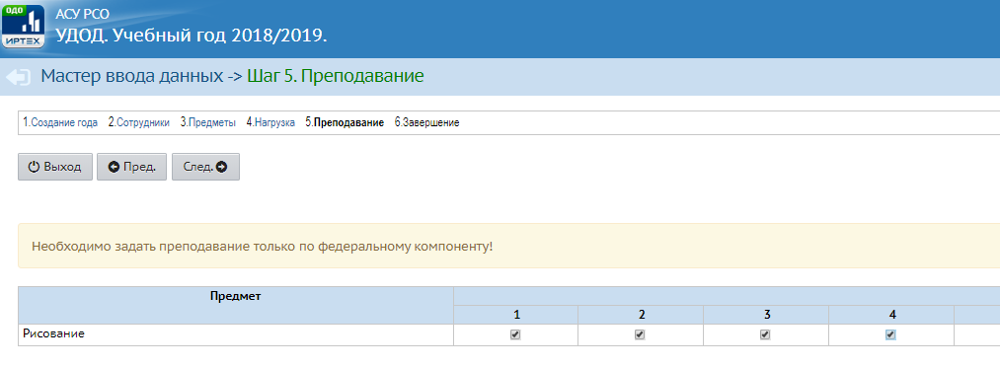 ОДО
ИРТЕХ
АСУ РСО
УДОД. Учебный год 2018/2019.
Мастер ввода данных -> Шаг 5. Преподавание
1.Создание года 2.Сотрудники 3.Предметы 4.Нагрузка 5.Преподавание 6.Завершение
Выход Пред. След.
Необходимо задать преподавание только по федеральному компоненту!
Предмет
1 2 3 4
Рисование